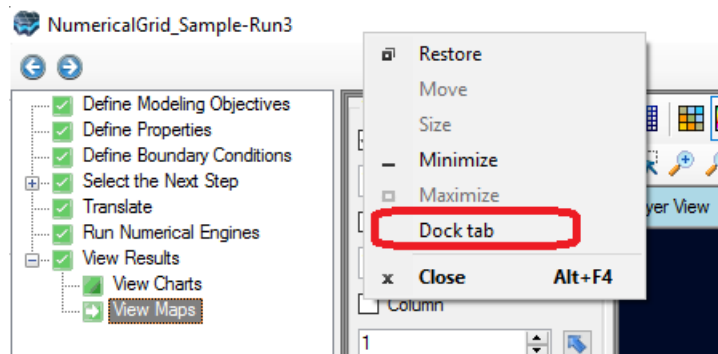 NumericalGrid_Sample-Run3
Define Modeling Objectives
Define Properties
Define Boundary Conditions
Select the Next Step
Translate
Run Numerical Engines
View Results
View Charts
View Maps
Restore
Move
Size
Minimize
Maximize
Dock tab
Close Alt+F4
yer View
Column
1